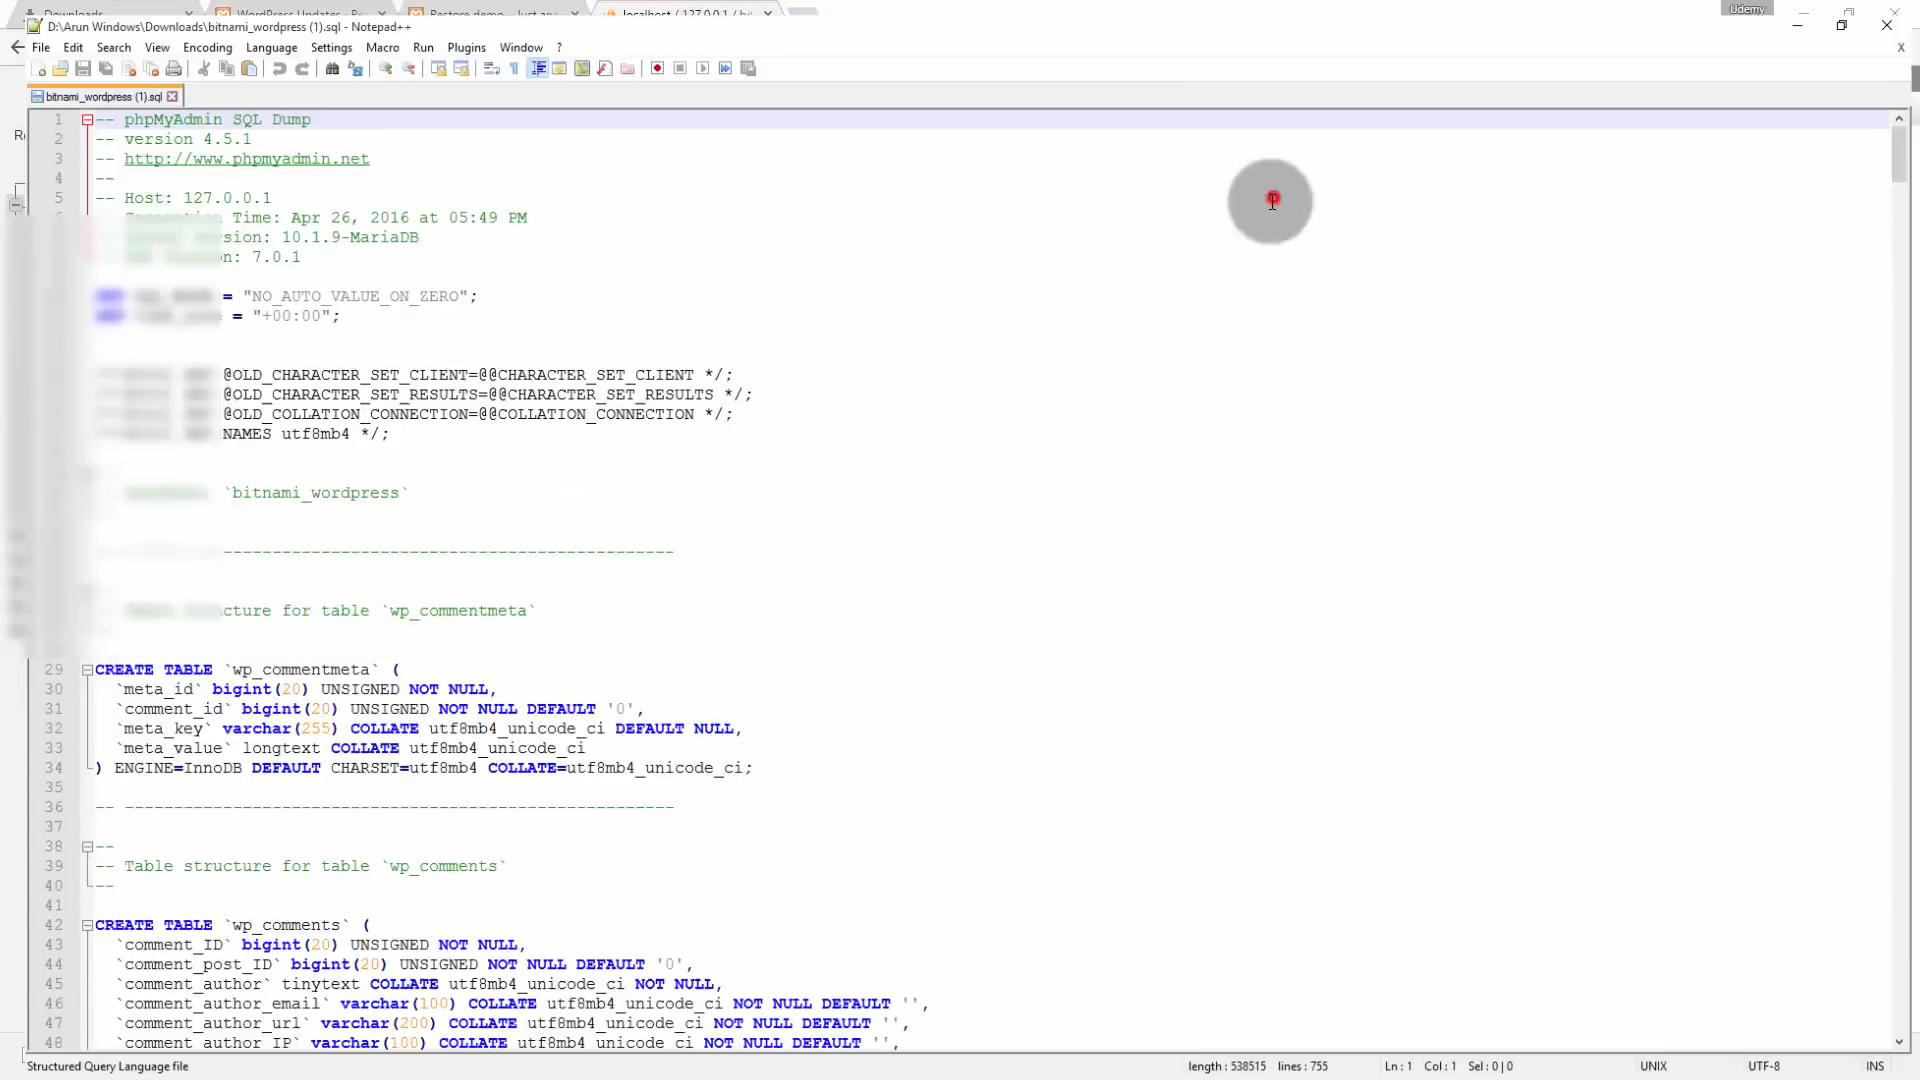 Udemy
D:\Arun Windows\Downloads\bitnami_wordpress (1).sql - Notepad++
File Edit Search View Encoding Language Settings Macro Run Plugins Window ? X
bitnami_wordpress (1).sql
1 -- phpMyAdmin SQL Dump
2 -- version 4.5.1
3 -- http://www.phpmyadmin.net
4 --
5 -- Host: 127.0.0.1
Time: Apr 26, 2016 at 05:49 PM
10.1.9-MariaDB
7.0.1
= "NO_AUTO_VALUE_ON_ZERO";
= "+00:00";
@OLD_CHARACTER_SET_CLIENT=@@CHARACTER_SET_CLIENT */;
@OLD_CHARACTER_SET_RESULTS=@@CHARACTER_SET_RESULTS */;
@OLD_COLLATION_CONNECTION=@@COLLATION_CONNECTION */;
NAMES utf8mb4 */;
`bitnami_wordpress`
--------------------------------------------------------
for table `wp_commentmeta`
29 CREATE TABLE `wp_commentmeta` (
30 `meta_id` bigint(20) UNSIGNED NOT NULL,
31 `comment_id` bigint(20) UNSIGNED NOT NULL DEFAULT '0',
32 `meta_key` varchar(255) COLLATE utf8mb4_unicode_ci DEFAULT NULL,
33 `meta_value` longtext COLLATE utf8mb4_unicode_ci
34 ) ENGINE=InnoDB DEFAULT CHARSET=utf8mb4 COLLATE=utf8mb4_unicode_ci;
35
36 -- --------------------------------------------------------
37
38 --
39 -- Table structure for table `wp_comments`
40 --
41
42 CREATE TABLE `wp_comments` (
43 `comment_ID` bigint(20) UNSIGNED NOT NULL,
44 `comment_post_ID` bigint(20) UNSIGNED NOT NULL DEFAULT '0',
45 `comment_author` tinytext COLLATE utf8mb4_unicode_ci NOT NULL,
46 `comment_author_email` varchar(100) COLLATE utf8mb4_unicode_ci NOT NULL DEFAULT '',
47 `comment_author_url` varchar(200) COLLATE utf8mb4_unicode_ci NOT NULL DEFAULT '',
48 `comment_author_IP` varchar(100) COLLATE utf8mb4_unicode_ci NOT NULL DEFAULT '',
Structured Query Language file length : 538515 lines : 755 Ln : 1 Col : 1 Sel : 0 | 0 UNIX UTF-8 INS